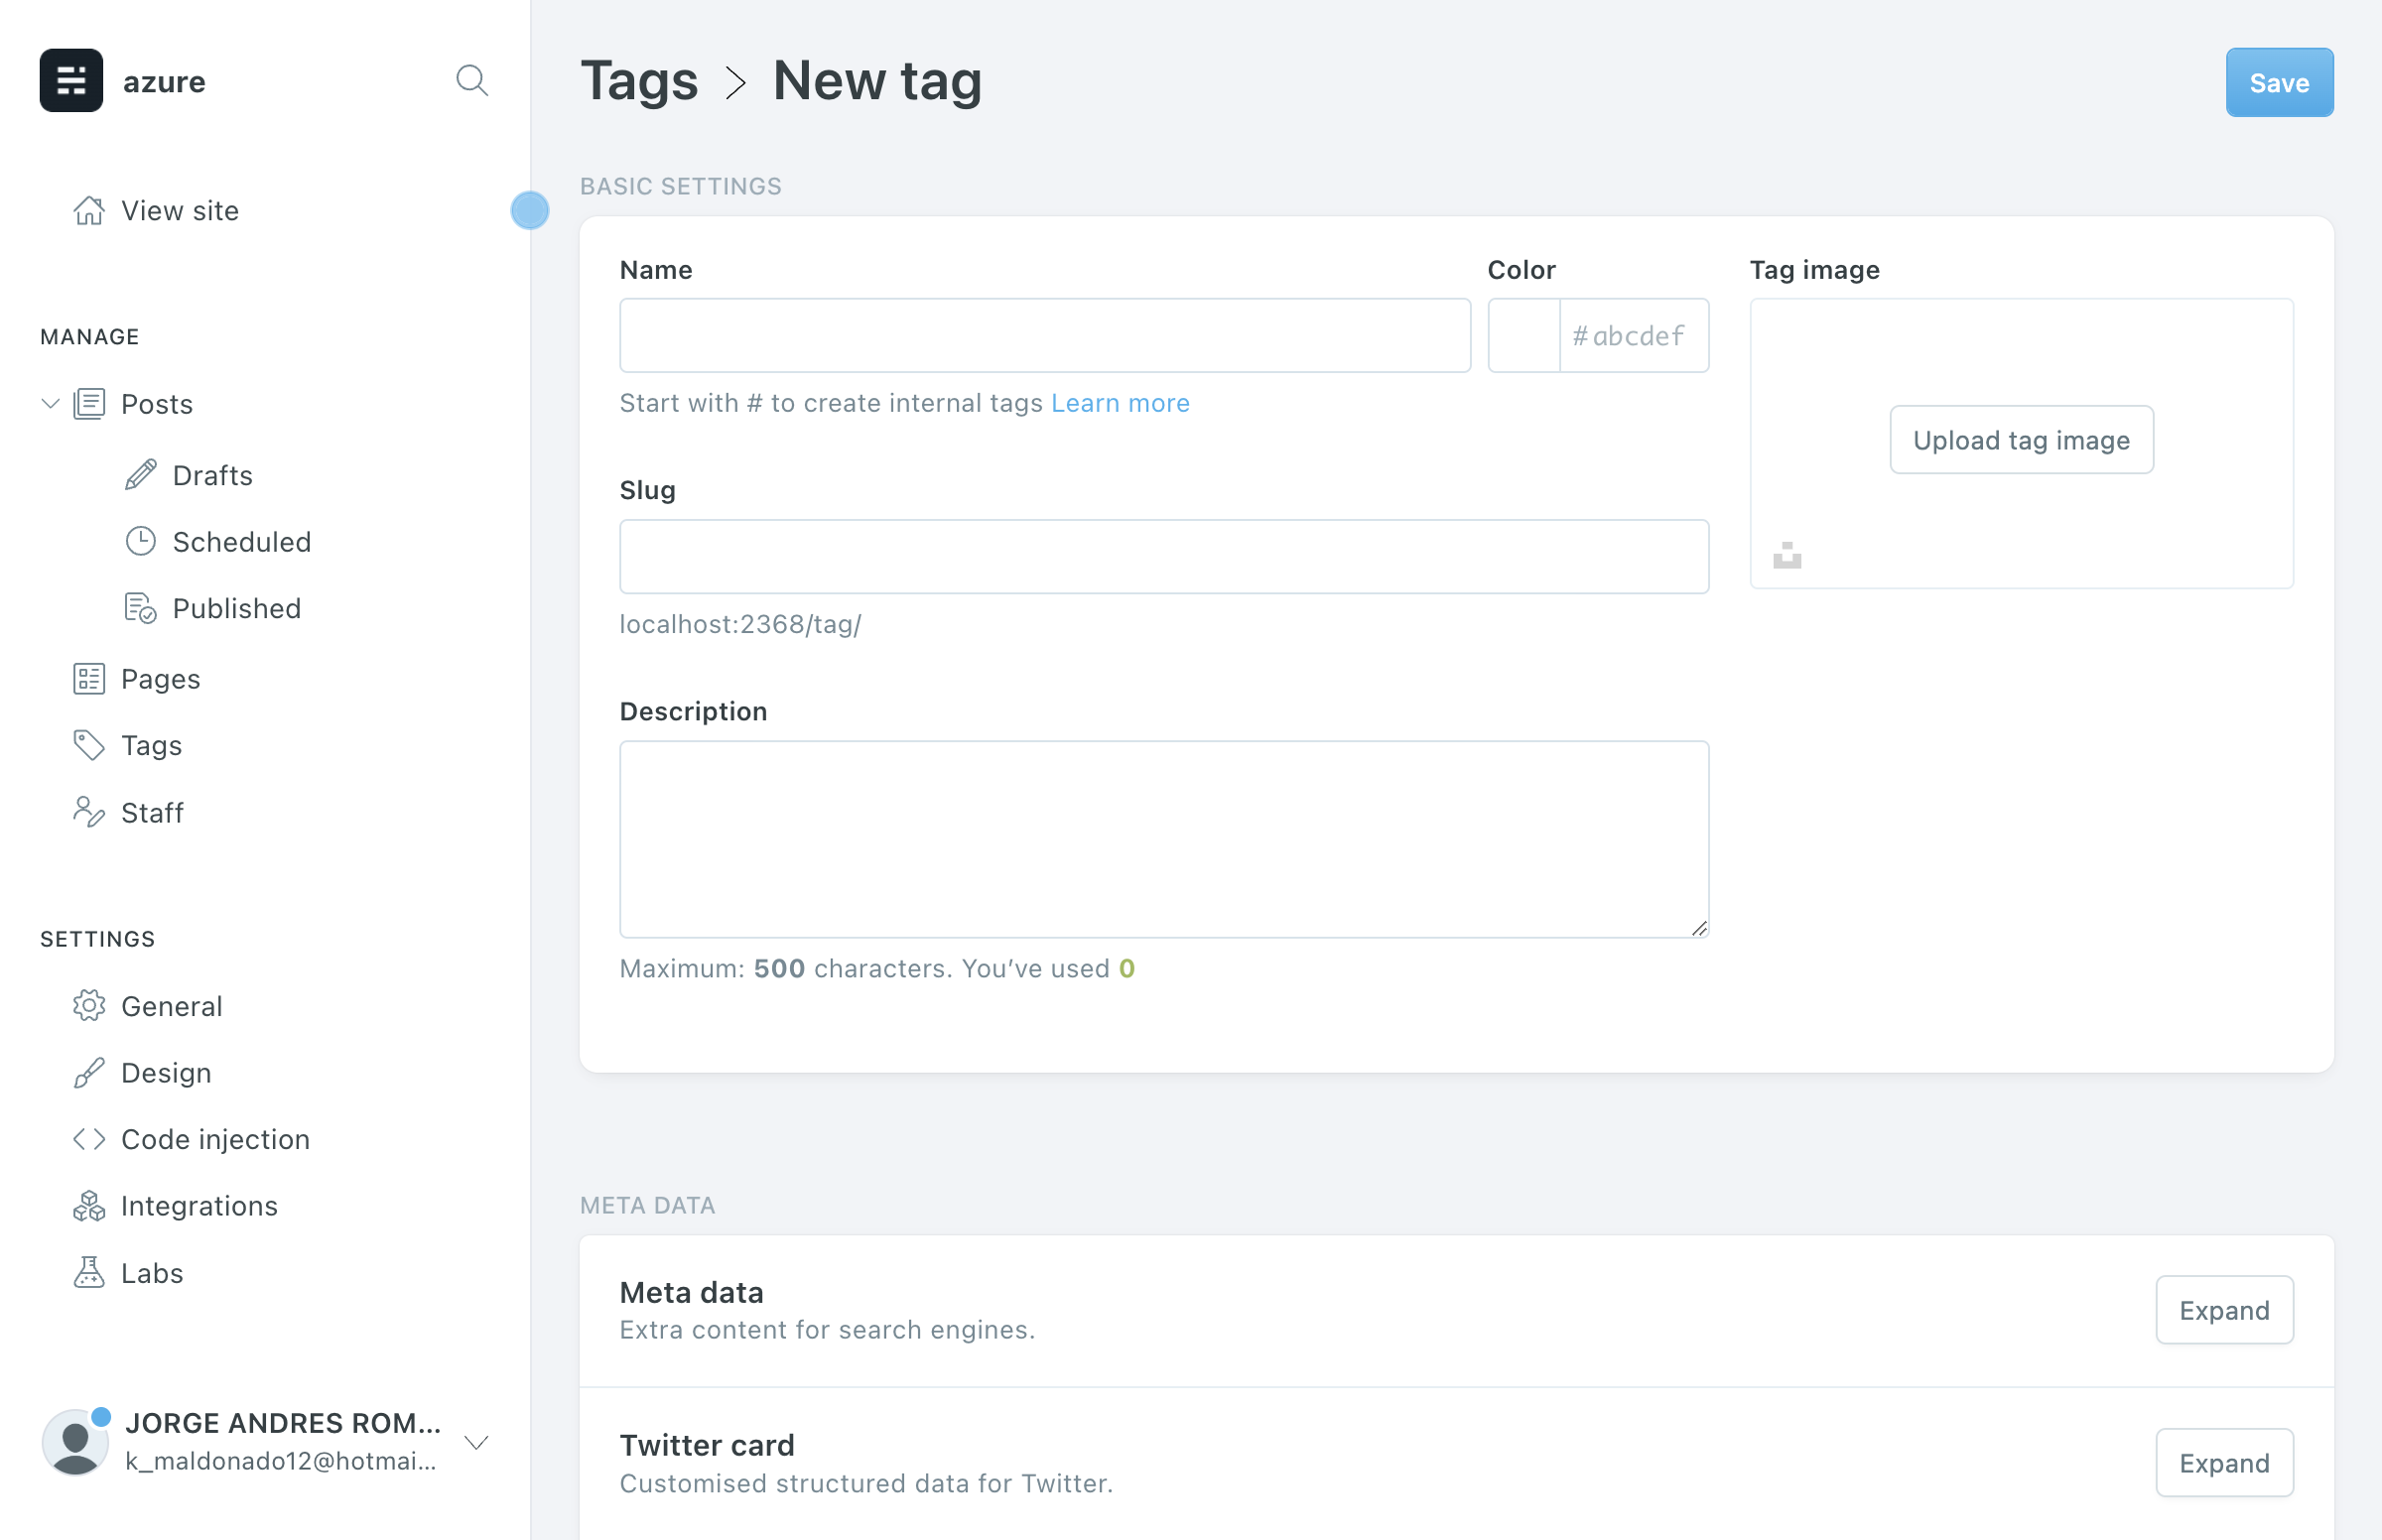 azure
View site
MANAGE
Posts
Drafts
Scheduled
Published
Pages
Tags
Staff
SETTINGS
General
Design
Code injection
Integrations
Labs
JORGE ANDRES ROM...
k_maldonado12@hotmai...
Tags > New tag
Save
BASIC SETTINGS
Name
Color
#abcdef
Start with # to create internal tags Learn more
Slug
localhost:2368/tag/
Description
Maximum: 500 characters. You’ve used 0
Tag image
Upload tag image
META DATA
Meta data
Extra content for search engines.
Expand
Twitter card
Customised structured data for Twitter.
Expand